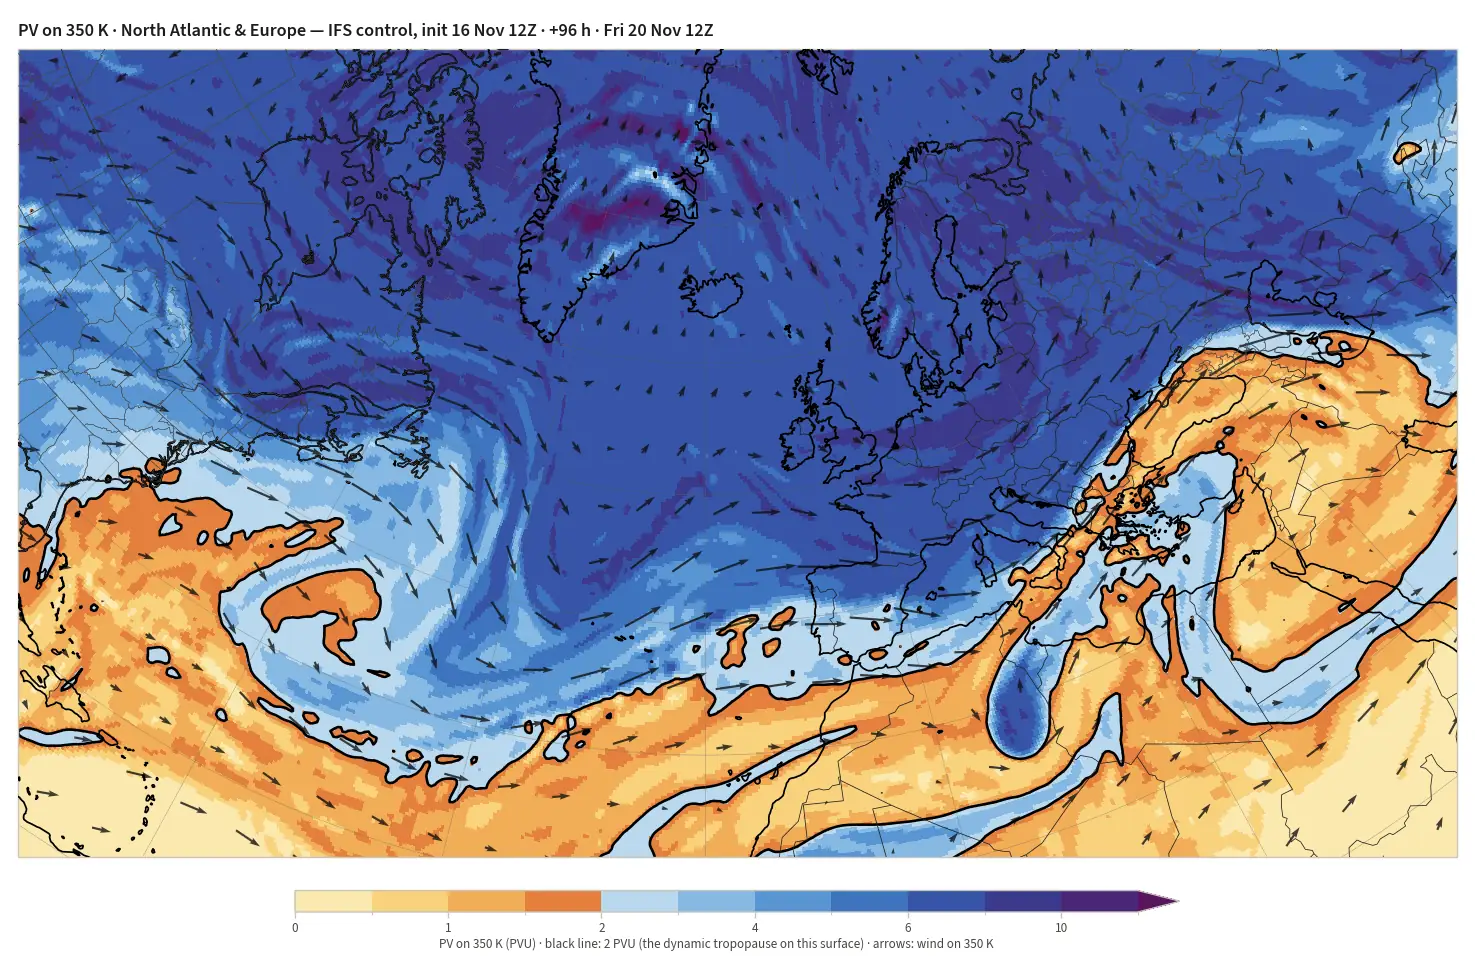 PV on 350 K · North Atlantic & Europe — IFS control, init 16 Nov 12Z · +96 h · Fri 20 Nov 12Z
0 1 2 4 6 10
PV on 350 K (PVU) · black line: 2 PVU (the dynamic tropopause on this surface) · arrows: wind on 350 K